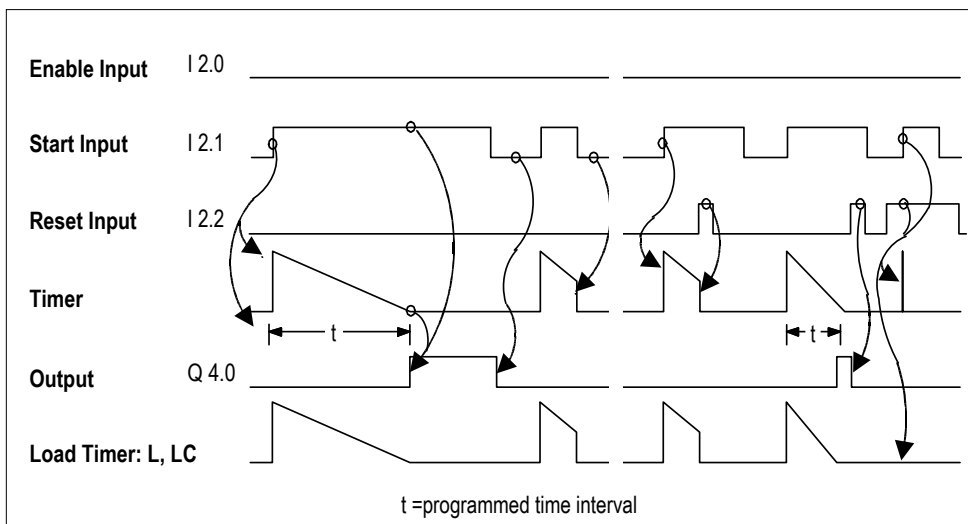 Enable Input I 2.0
Start Input I 2.1
Reset Input I 2.2
Timer
t t
Output Q 4.0
Load Timer: L, LC
t =programmed time interval